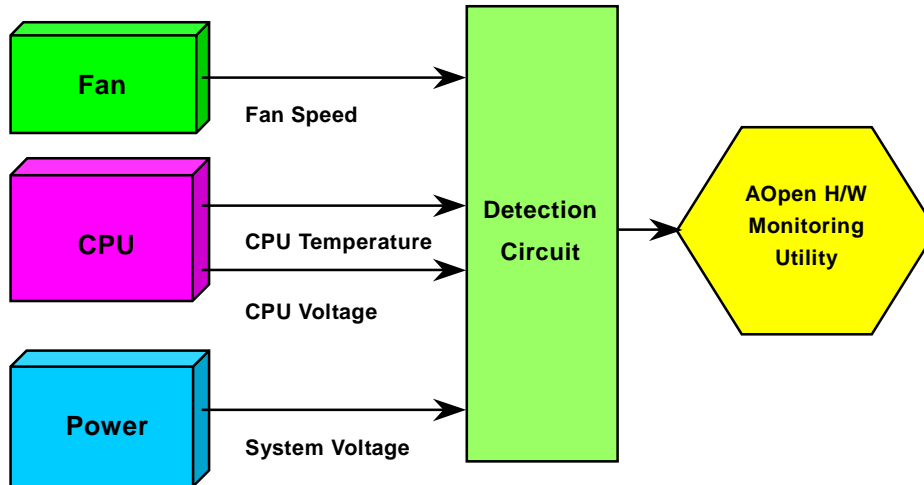 Fan
Fan Speed
CPU
CPU Temperature
CPU Voltage
Power
System Voltage
Detection
Circuit
AOpen H/W
Monitoring
Utility